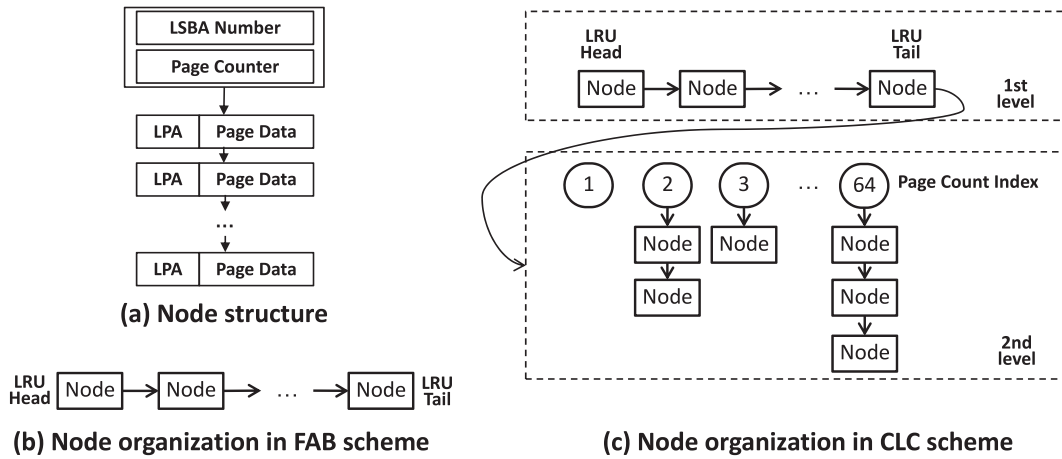 LSBA Number
Page Counter
LPA Page Data
LPA Page Data
...
LPA Page Data
(a) Node structure
LRU Head Node Node ... Node LRU Tail
(b) Node organization in FAB scheme
LRU Head
LRU Tail
Node Node ... Node
1st level
1 2 3 ... 64 Page Count Index
Node Node Node
Node Node
Node
2nd level
(c) Node organization in CLC scheme